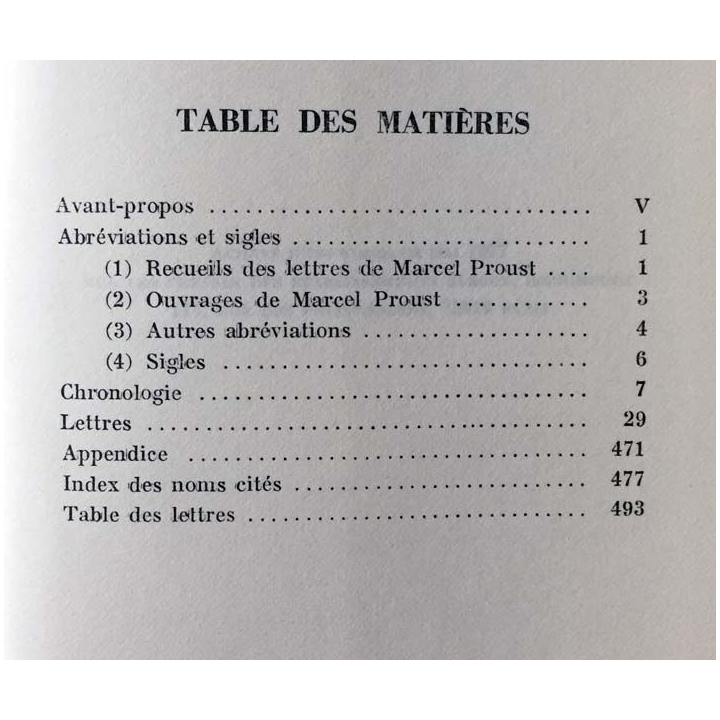 TABLE DES MATIÈRES
Avant-propos ................................. V
Abréviations et sigles .......................... 1
(1) Recueils des lettres de Marcel Proust .... 1
(2) Ouvrages de Marcel Proust ............ 3
(3) Autres abréviations .................... 4
(4) Sigles ................................ 6
Chronologie .................................. 7
Lettres ....................................... 29
Appendice ................................... 471
Index des noms cités .......................... 477
Table des lettres .............................. 493